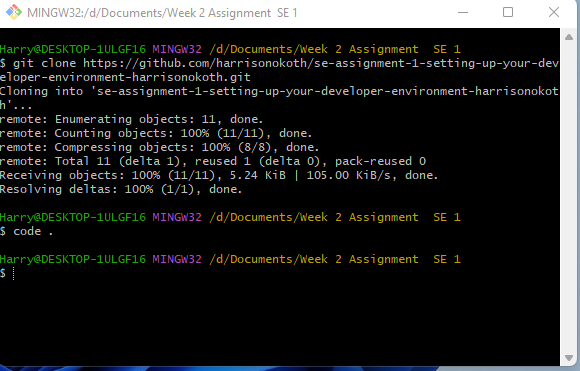 MINGW32:/d/Documents/Week 2 Assignment  SE 1
Harry@DESKTOP-1ULGF16 MINGW32 /d/Documents/Week 2 Assignment  SE 1
$ git clone https://github.com/harrisonokoth/se-assignment-1-setting-up-your-dev
eloper-environment-harrisonokoth.git
Cloning into 'se-assignment-1-setting-up-your-developer-environment-harrisonokot
h'...
remote: Enumerating objects: 11, done.
remote: Counting objects: 100% (11/11), done.
remote: Compressing objects: 100% (8/8), done.
remote: Total 11 (delta 1), reused 1 (delta 0), pack-reused 0
Receiving objects: 100% (11/11), 5.24 KiB | 105.00 KiB/s, done.
Resolving deltas: 100% (1/1), done.
Harry@DESKTOP-1ULGF16 MINGW32 /d/Documents/Week 2 Assignment  SE 1
$ code .
Harry@DESKTOP-1ULGF16 MINGW32 /d/Documents/Week 2 Assignment  SE 1
$